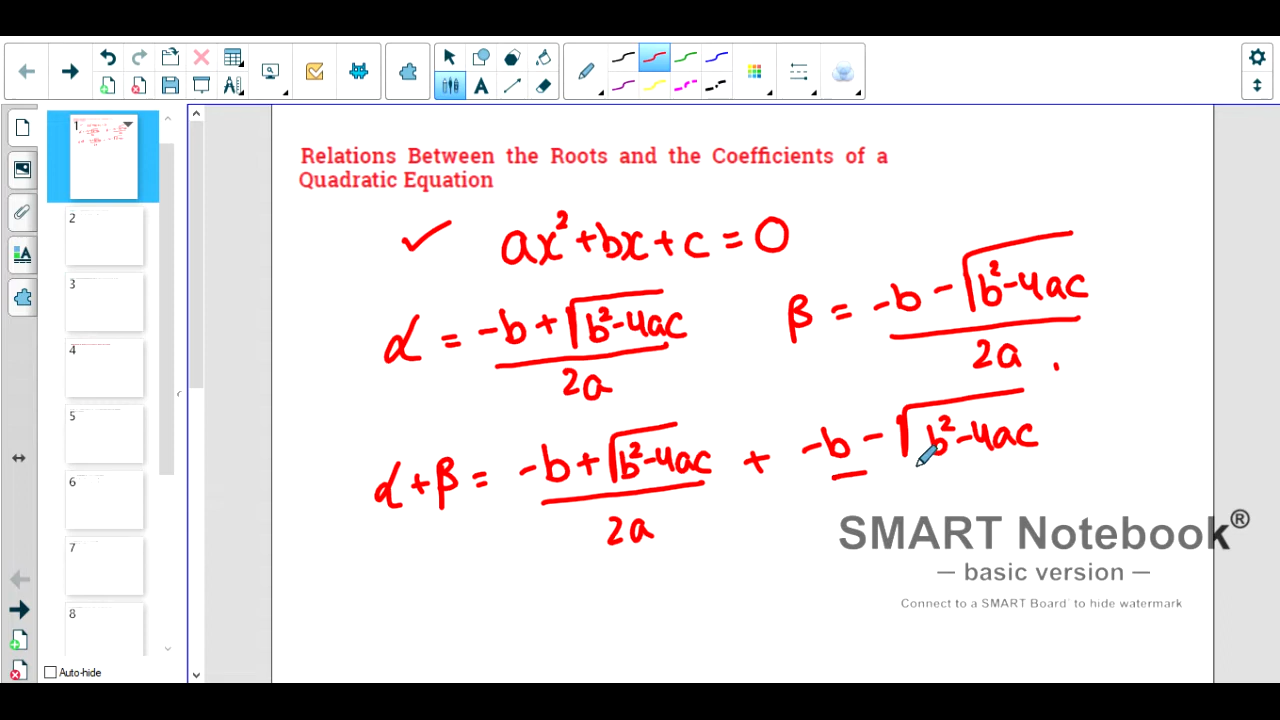 1
2
3
4
5
6
7
8
Auto-hide
Relations Between the Roots and the Coefficients of a
Quadratic Equation
✓ ax²+bx+c=0
α = -b+√b²-4ac / 2a β = -b-√b²-4ac / 2a .
α+β = -b+√b²-4ac / 2a + -b-√b²-4ac
SMART Notebook®
— basic version —
Connect to a SMART Board™ to hide watermark